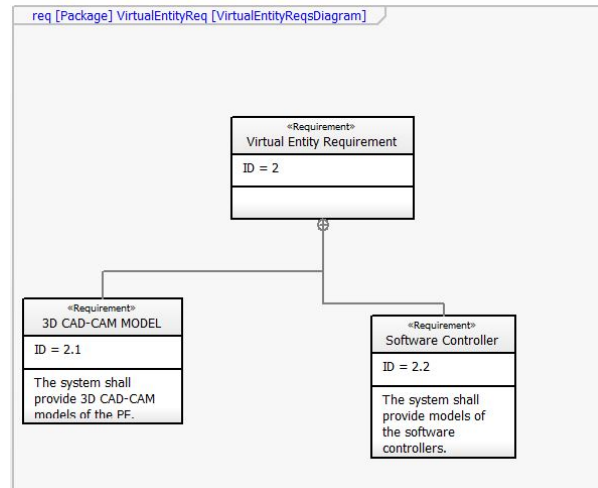 req [Package] VirtualEntityReq [VirtualEntityReqsDiagram]
«Requirement»
Virtual Entity Requirement
ID = 2
«Requirement»
3D CAD-CAM MODEL
ID = 2.1
The system shall
provide 3D CAD-CAM
models of the PE.
«Requirement»
Software Controller
ID = 2.2
The system shall
provide models of
the software
controllers.